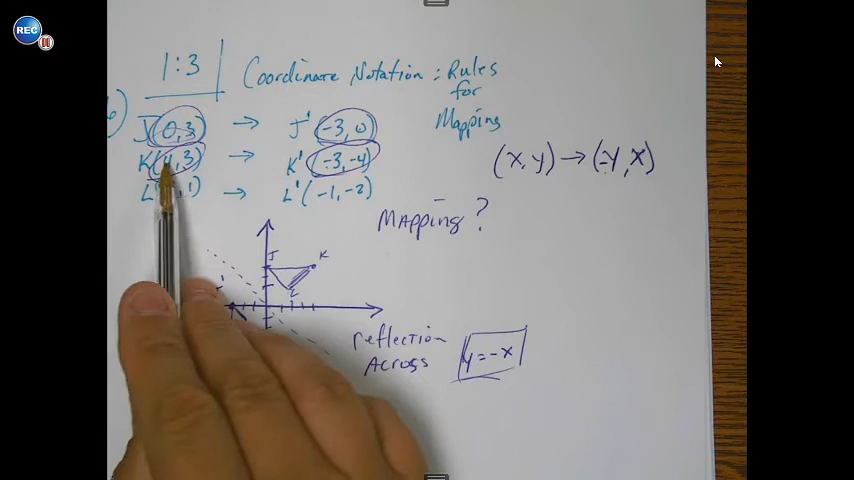 REC
1:3
Coordinate Notation : Rules
for
Mapping
J(0,3) → J'(-3,0)
K(4,3) → K'(-3,-4)
L( ,1) → L'(-1,-2)
(x,y) → (-y,x)
Mapping?
J K
L
reflection
Across y=-x